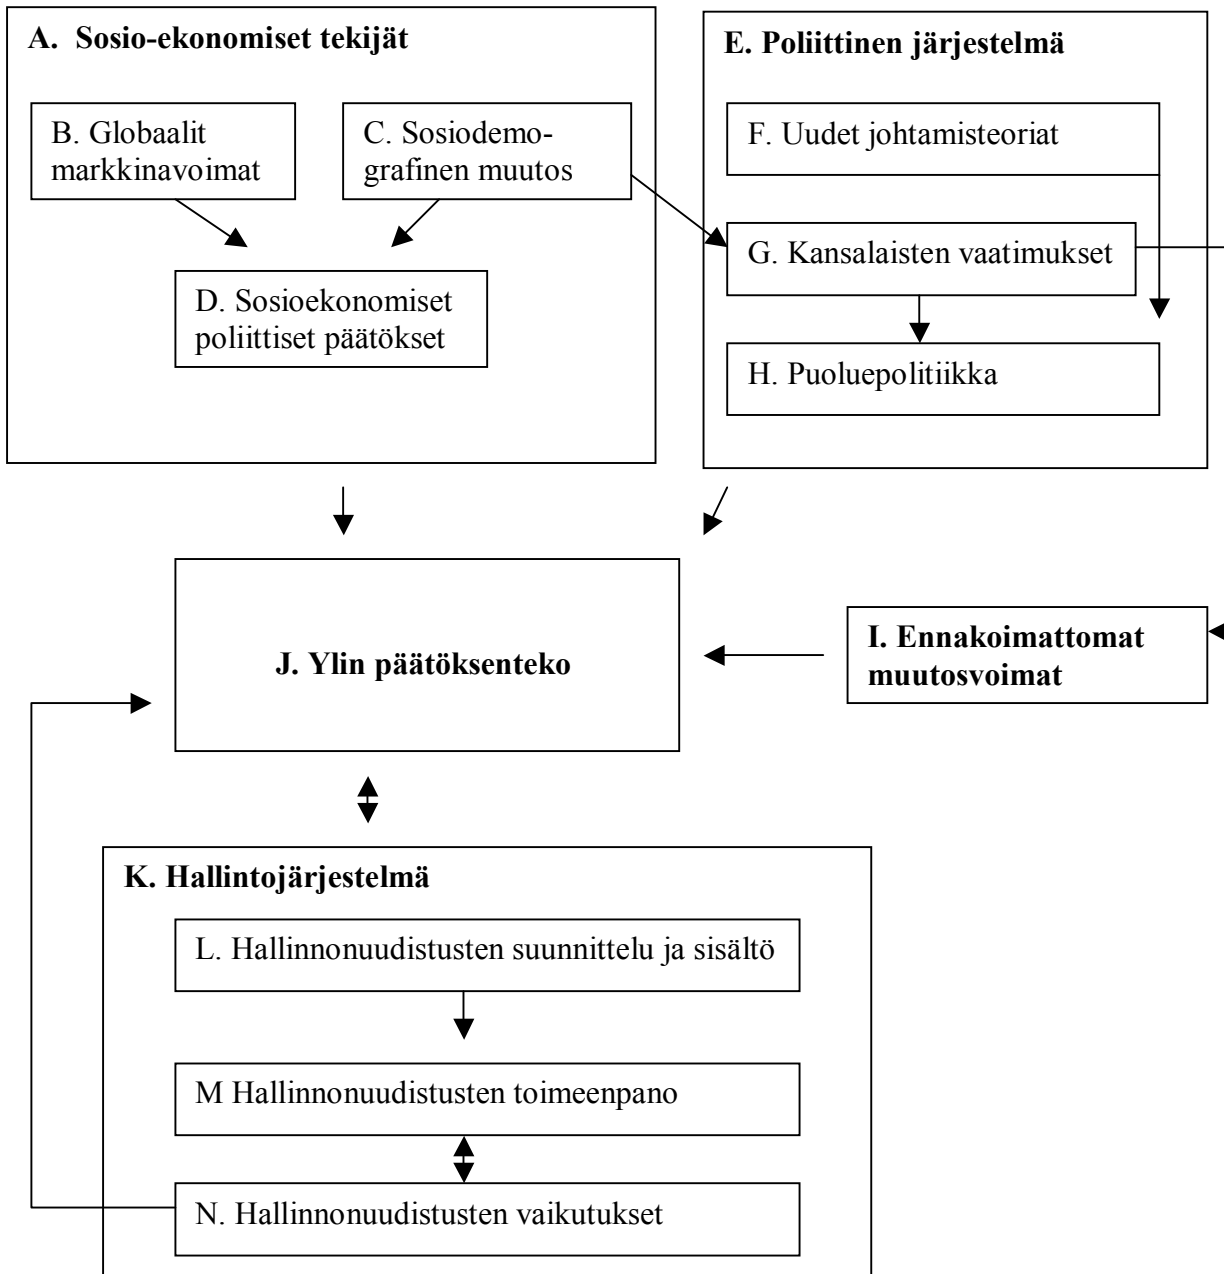 A. Sosio-ekonomiset tekijät
B. Globaalit
markkinavoimat
C. Sosiodemo-
grafinen muutos
D. Sosioekonomiset
poliittiset päätökset
E. Poliittinen järjestelmä
F. Uudet johtamisteoriat
G. Kansalaisten vaatimukset
H. Puoluepolitiikka
J. Ylin päätöksenteko
I. Ennakoimattomat
muutosvoimat
K. Hallintojärjestelmä
L. Hallinnonuudistusten suunnittelu ja sisältö
M Hallinnonuudistusten toimeenpano
N. Hallinnonuudistusten vaikutukset